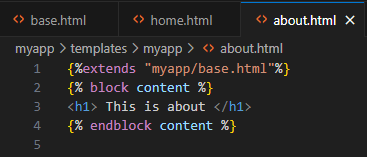 base.html home.html about.html
myapp > templates > myapp > about.html
1 {%extends "myapp/base.html"%}
2 {% block content %}
3 <h1> This is about </h1>
4 {% endblock content %}
5